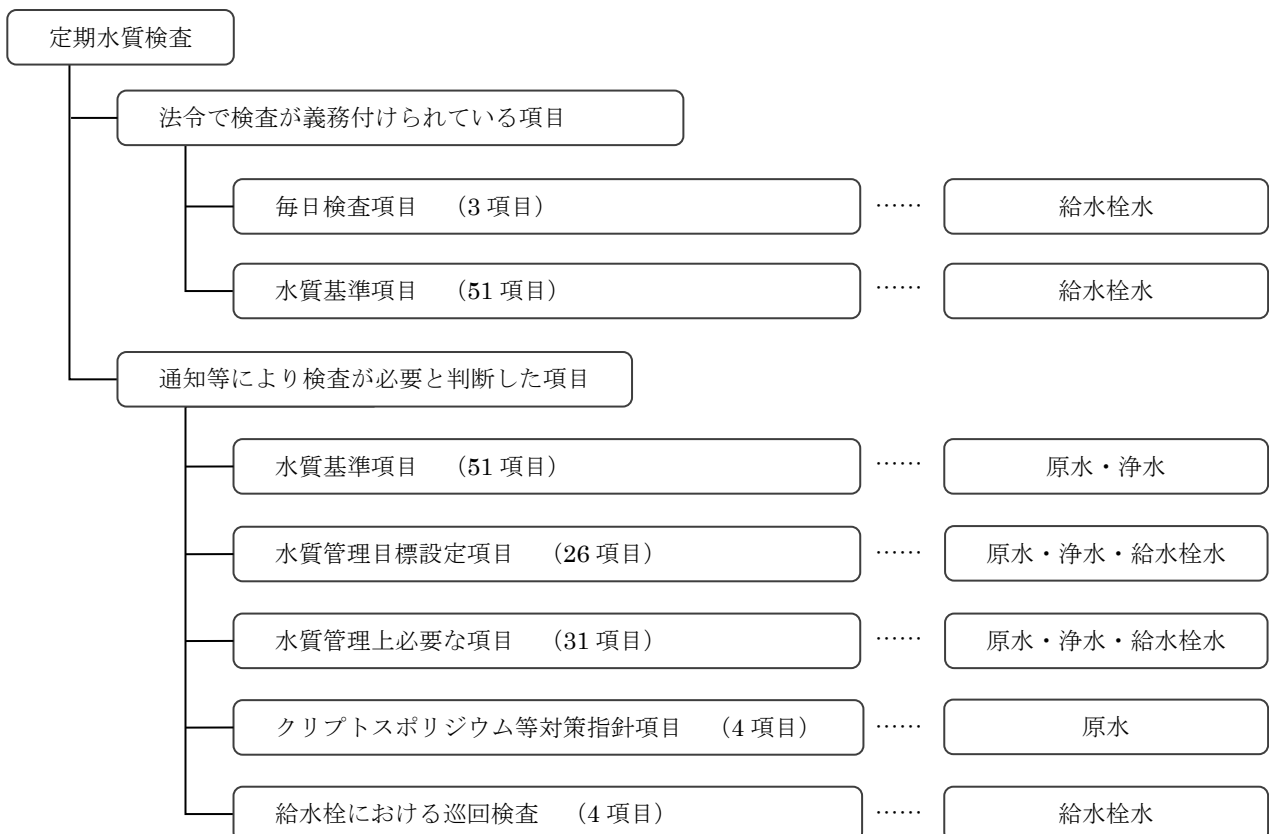 定期水質検査
法令で検査が義務付けられている項目
毎日検査項目　（3 項目） …… 給水栓水
水質基準項目　（51 項目） …… 給水栓水
通知等により検査が必要と判断した項目
水質基準項目　（51 項目） …… 原水・浄水
水質管理目標設定項目　（26 項目） …… 原水・浄水・給水栓水
水質管理上必要な項目　（31 項目） …… 原水・浄水・給水栓水
クリプトスポリジウム等対策指針項目　（4 項目） …… 原水
給水栓における巡回検査　（4 項目） …… 給水栓水